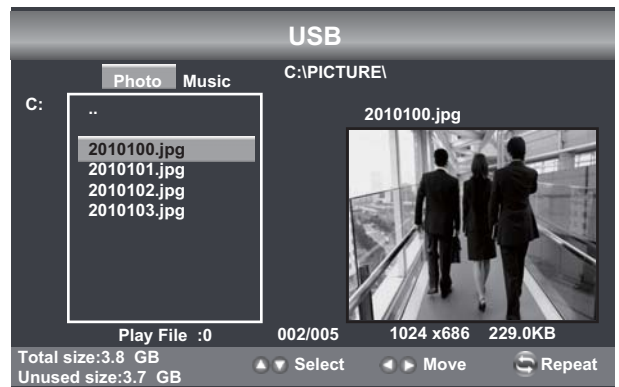 USB
Photo Music C:\PICTURE\
C:
..
2010100.jpg
2010100.jpg
2010101.jpg
2010102.jpg
2010103.jpg
Play File :0 002/005 1024 x686 229.0KB
Total size:3.8 GB
Unused size:3.7 GB
Select Move Repeat